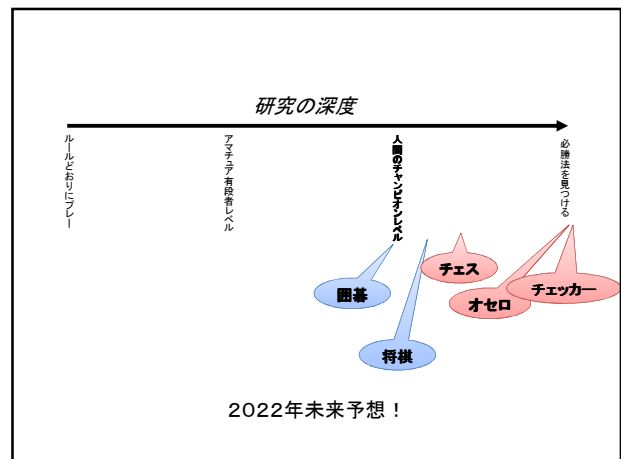 研究の深度
ルールどおりにプレー
アマチュア有段者レベル
人間のチャンピオンレベル
必勝法を見つける
チェス
囲碁
オセロ
チェッカー
将棋
2022年未来予想！